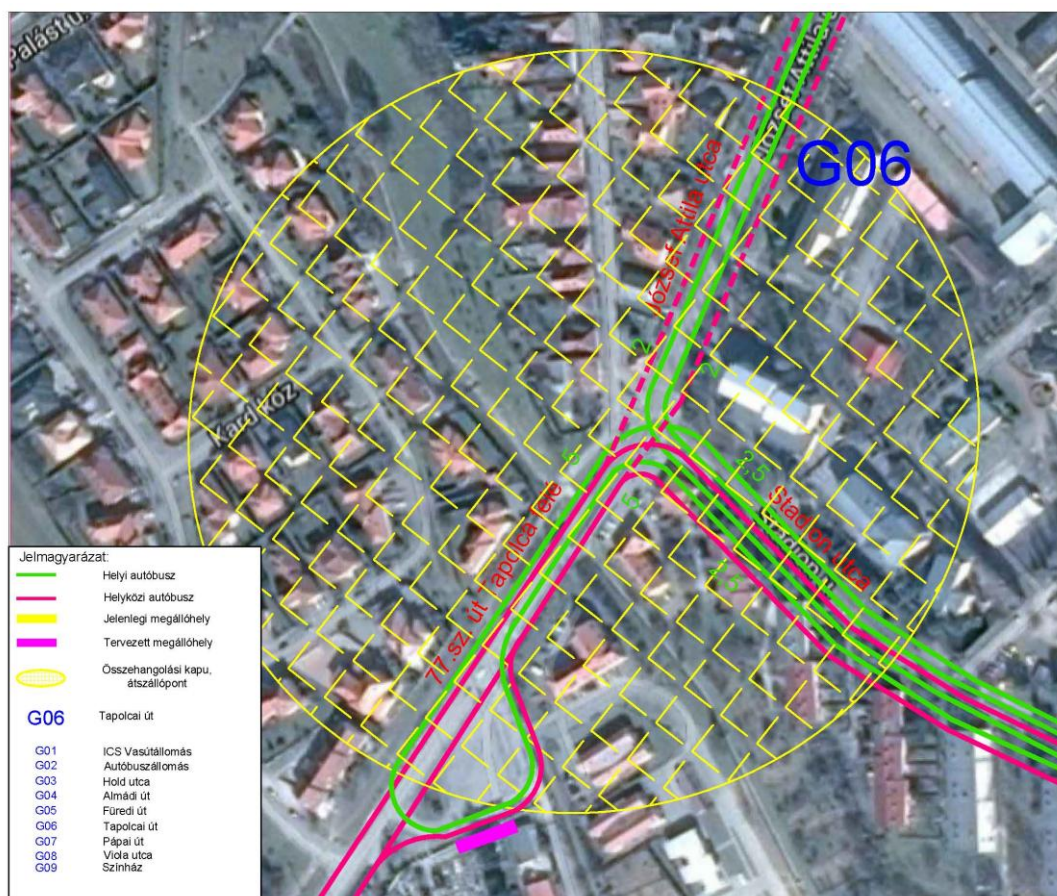 Palást u.
József Attila
G06
József Attila utca
2
2
Kard köz
5
5
2,5
Stadion utca
Stadion u.
77.sz. út Tapolca felé
Jelmagyarázat:
Helyi autóbusz
Helyközi autóbusz
Jelenlegi megállóhely
Tervezett megállóhely
Összehangolási kapu,
átszállópont
G06 Tapolcai út
G01 ICS Vasútállomás
G02 Autóbuszállomás
G03 Hold utca
G04 Almádi út
G05 Füredi út
G06 Tapolcai út
G07 Pápai út
G08 Viola utca
G09 Színház